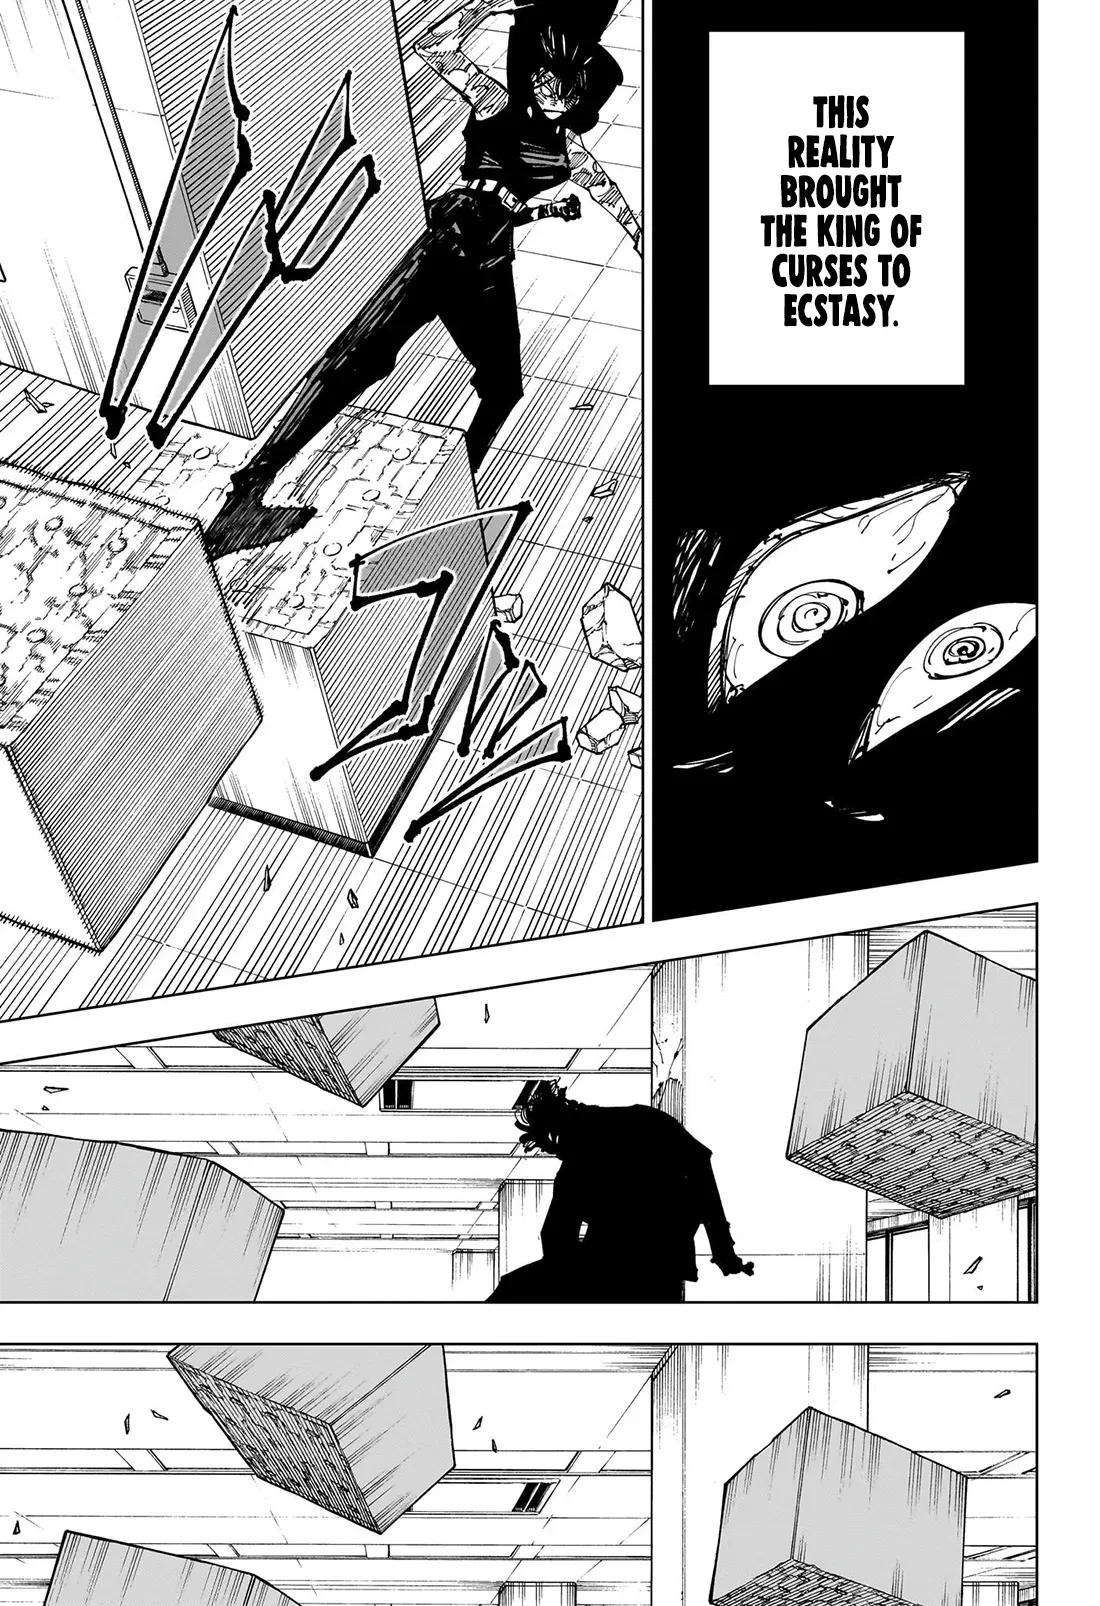 THIS
REALITY
BROUGHT
THE KING OF
CURSES TO
ECSTASY.